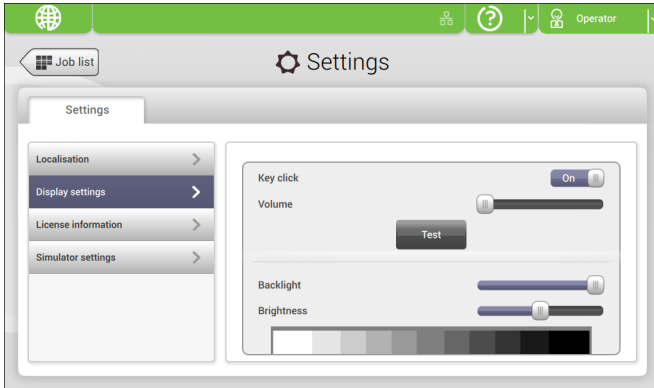 Operator
Job list
Settings
Settings
Localisation
Display settings
License information
Simulator settings
Key click
On
Volume
Test
Backlight
Brightness